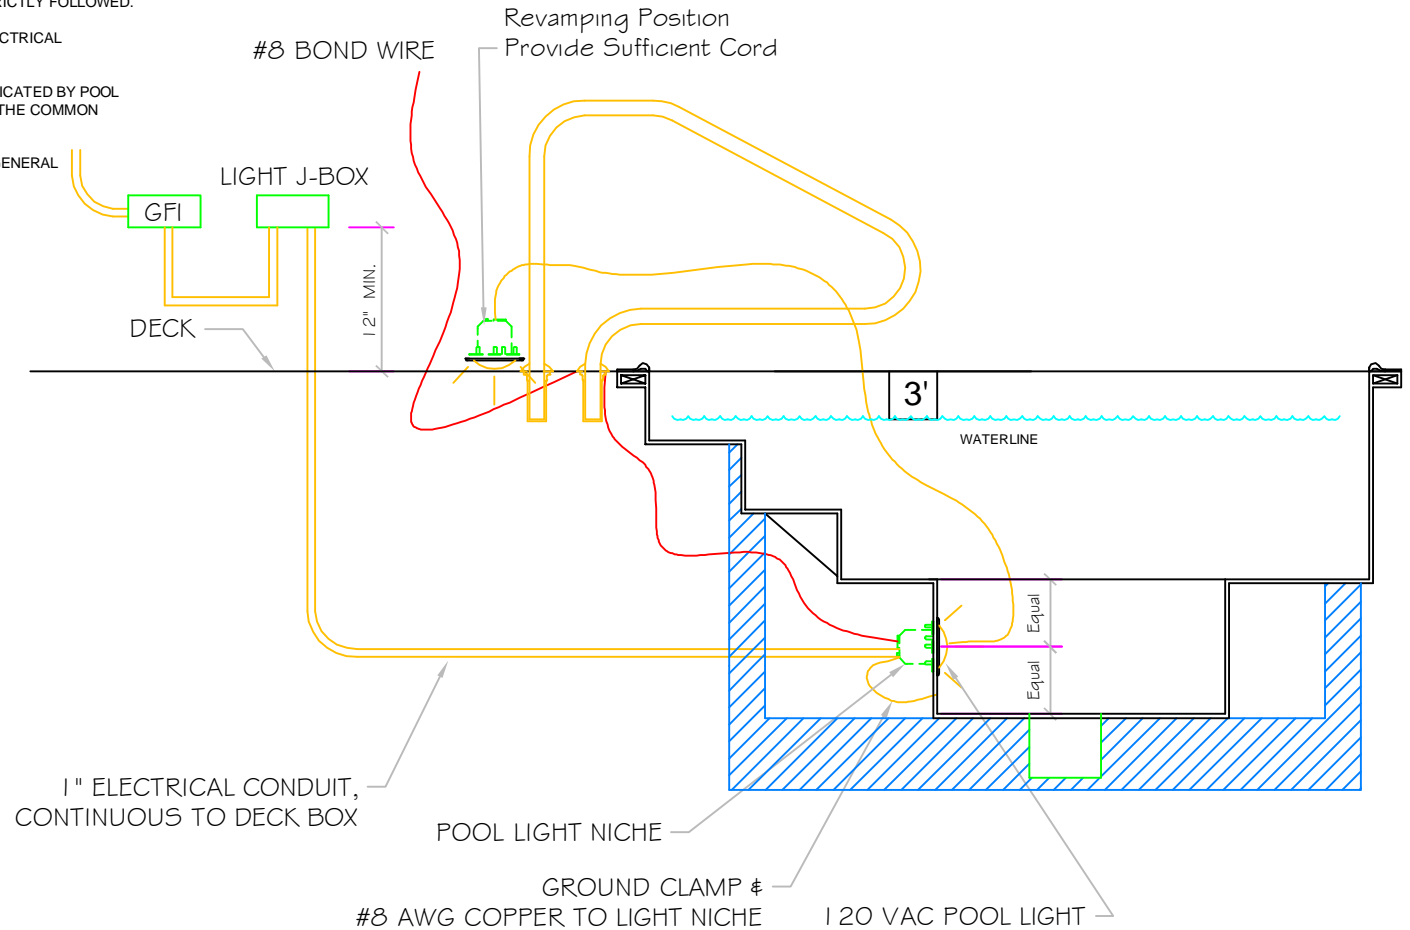 RICTLY FOLLOWED.
CTRICAL
ICATED BY POOL
THE COMMON
GENERAL
#8 BOND WIRE
Revamping Position
Provide Sufficient Cord
GFI
LIGHT J-BOX
12" MIN.
DECK
3'
WATERLINE
Equal
Equal
1" ELECTRICAL CONDUIT,
CONTINUOUS TO DECK BOX
POOL LIGHT NICHE
GROUND CLAMP &
#8 AWG COPPER TO LIGHT NICHE
120 VAC POOL LIGHT